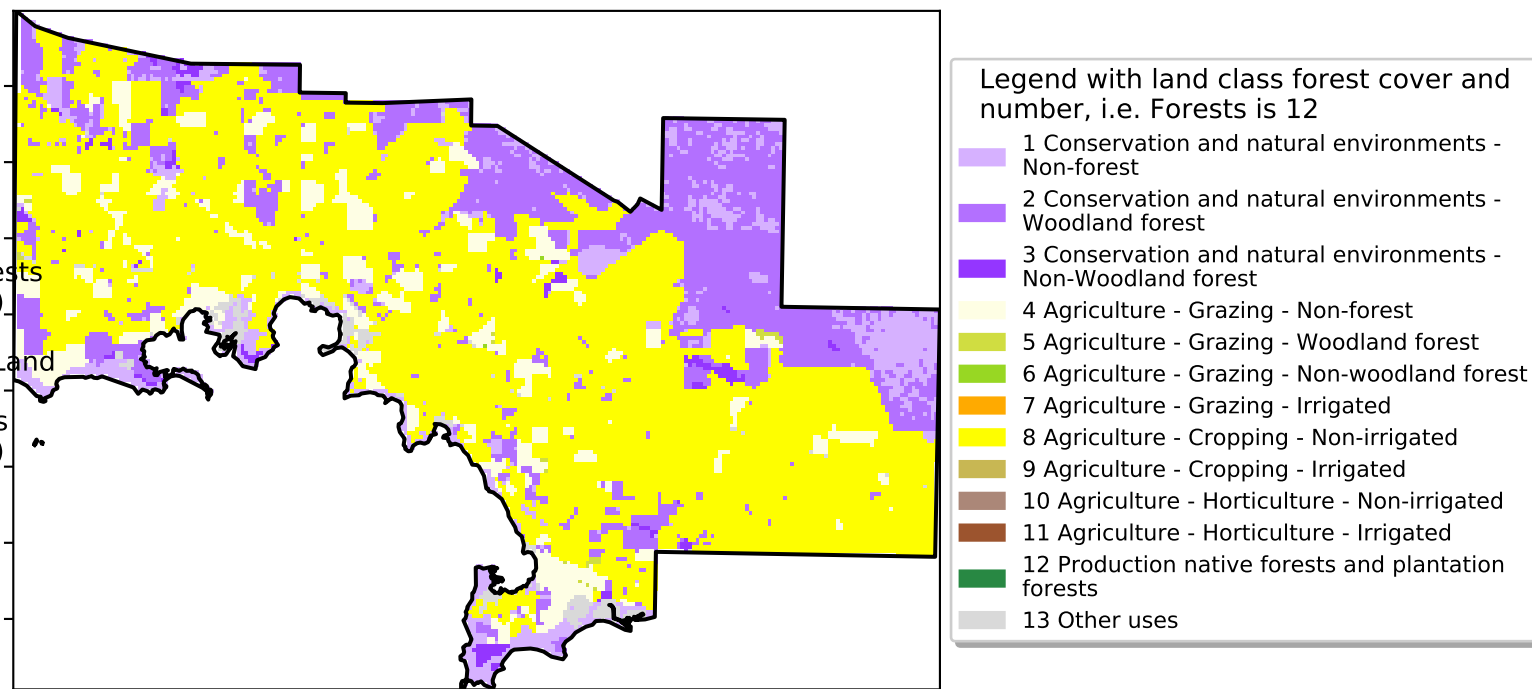 ests
)
Land
s
)
Legend with land class forest cover and
number, i.e. Forests is 12
1 Conservation and natural environments -
Non-forest
2 Conservation and natural environments -
Woodland forest
3 Conservation and natural environments -
Non-Woodland forest
4 Agriculture - Grazing - Non-forest
5 Agriculture - Grazing - Woodland forest
6 Agriculture - Grazing - Non-woodland forest
7 Agriculture - Grazing - Irrigated
8 Agriculture - Cropping - Non-irrigated
9 Agriculture - Cropping - Irrigated
10 Agriculture - Horticulture - Non-irrigated
11 Agriculture - Horticulture - Irrigated
12 Production native forests and plantation
forests
13 Other uses